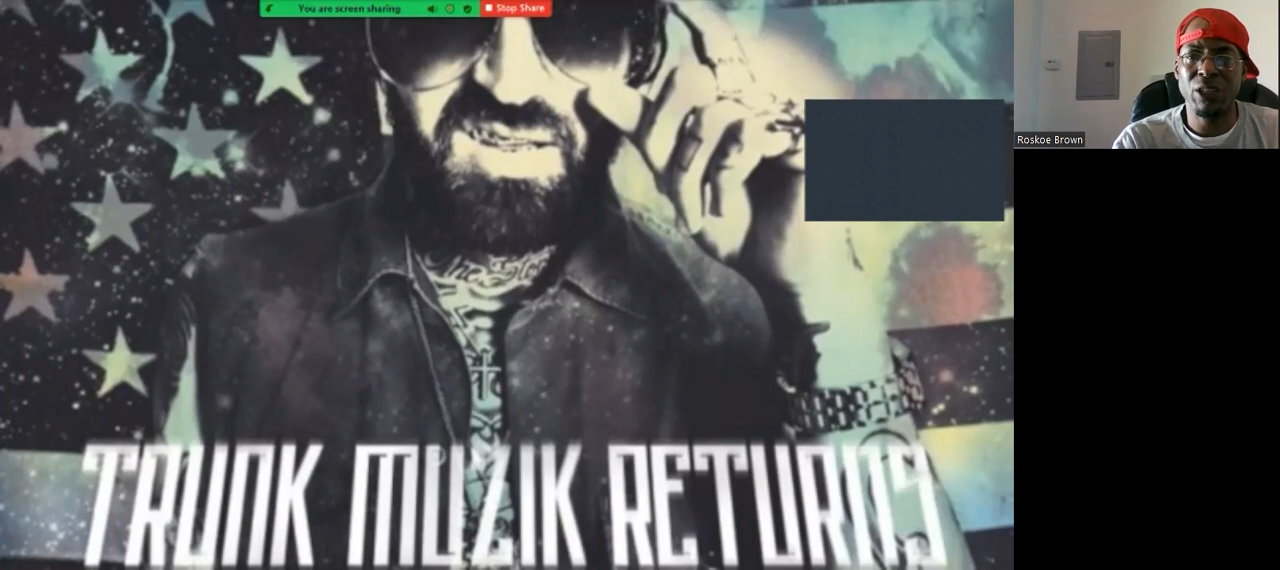 You are screen sharing
Stop Share
Roskoe Brown
TRUNK MUZIK RETURNS